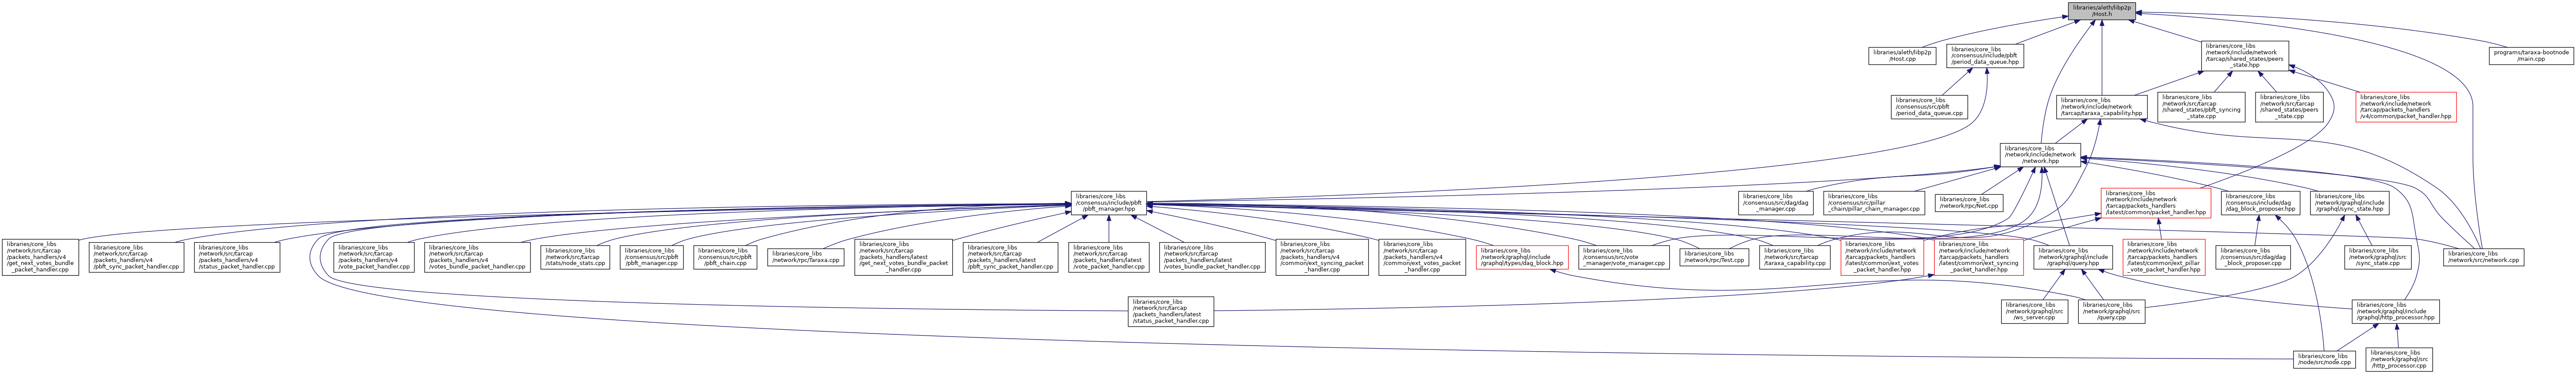 libraries/aleth/libp2p
/Host.h
libraries/aleth/libp2p
/Host.cpp
libraries/core_libs
/consensus/include/pbft
/period_data_queue.hpp
libraries/core_libs
/network/include/network
/tarcap/shared_states/peers
_state.hpp
programs/taraxa-bootnode
/main.cpp
libraries/core_libs
/consensus/src/pbft
/period_data_queue.cpp
libraries/core_libs
/network/include/network
/tarcap/taraxa_capability.hpp
libraries/core_libs
/network/src/tarcap
/shared_states/pbft_syncing
_state.cpp
libraries/core_libs
/network/src/tarcap
/shared_states/peers
_state.cpp
libraries/core_libs
/network/include/network
/tarcap/packets_handlers
/v4/common/packet_handler.hpp
libraries/core_libs
/network/include/network
/network.hpp
libraries/core_libs
/consensus/include/pbft
/pbft_manager.hpp
libraries/core_libs
/consensus/src/dag/dag
_manager.cpp
libraries/core_libs
/consensus/src/pillar
_chain/pillar_chain_manager.cpp
libraries/core_libs
/network/rpc/Net.cpp
libraries/core_libs
/network/include/network
/tarcap/packets_handlers
/latest/common/packet_handler.hpp
libraries/core_libs
/consensus/include/dag
/dag_block_proposer.hpp
libraries/core_libs
/network/graphql/include
/graphql/sync_state.hpp
libraries/core_libs
/network/src/tarcap
/packets_handlers/v4
/get_next_votes_bundle
_packet_handler.cpp
libraries/core_libs
/network/src/tarcap
/packets_handlers/v4
/pbft_sync_packet_handler.cpp
libraries/core_libs
/network/src/tarcap
/packets_handlers/v4
/status_packet_handler.cpp
libraries/core_libs
/network/src/tarcap
/packets_handlers/v4
/vote_packet_handler.cpp
libraries/core_libs
/network/src/tarcap
/packets_handlers/v4
/votes_bundle_packet_handler.cpp
libraries/core_libs
/network/src/tarcap
/stats/node_stats.cpp
libraries/core_libs
/consensus/src/pbft
/pbft_manager.cpp
libraries/core_libs
/consensus/src/pbft
/pbft_chain.cpp
libraries/core_libs
/network/rpc/Taraxa.cpp
libraries/core_libs
/network/src/tarcap
/packets_handlers/latest
/get_next_votes_bundle_packet
_handler.cpp
libraries/core_libs
/network/src/tarcap
/packets_handlers/latest
/pbft_sync_packet_handler.cpp
libraries/core_libs
/network/src/tarcap
/packets_handlers/latest
/vote_packet_handler.cpp
libraries/core_libs
/network/src/tarcap
/packets_handlers/latest
/votes_bundle_packet_handler.cpp
libraries/core_libs
/network/src/tarcap
/packets_handlers/v4
/common/ext_syncing_packet
_handler.cpp
libraries/core_libs
/network/src/tarcap
/packets_handlers/v4
/common/ext_votes_packet
_handler.cpp
libraries/core_libs
/network/graphql/include
/graphql/types/dag_block.hpp
libraries/core_libs
/consensus/src/vote
_manager/vote_manager.cpp
libraries/core_libs
/network/rpc/Test.cpp
libraries/core_libs
/network/src/tarcap
/taraxa_capability.cpp
libraries/core_libs
/network/include/network
/tarcap/packets_handlers
/latest/common/ext_votes
_packet_handler.hpp
libraries/core_libs
/network/include/network
/tarcap/packets_handlers
/latest/common/ext_syncing
_packet_handler.hpp
libraries/core_libs
/network/graphql/include
/graphql/query.hpp
libraries/core_libs
/network/include/network
/tarcap/packets_handlers
/latest/common/ext_pillar
_vote_packet_handler.hpp
libraries/core_libs
/consensus/src/dag/dag
_block_proposer.cpp
libraries/core_libs
/network/graphql/src
/sync_state.cpp
libraries/core_libs
/network/src/network.cpp
libraries/core_libs
/network/src/tarcap
/packets_handlers/latest
/status_packet_handler.cpp
libraries/core_libs
/network/graphql/src
/ws_server.cpp
libraries/core_libs
/network/graphql/src
/query.cpp
libraries/core_libs
/network/graphql/include
/graphql/http_processor.hpp
libraries/core_libs
/node/src/node.cpp
libraries/core_libs
/network/graphql/src
/http_processor.cpp